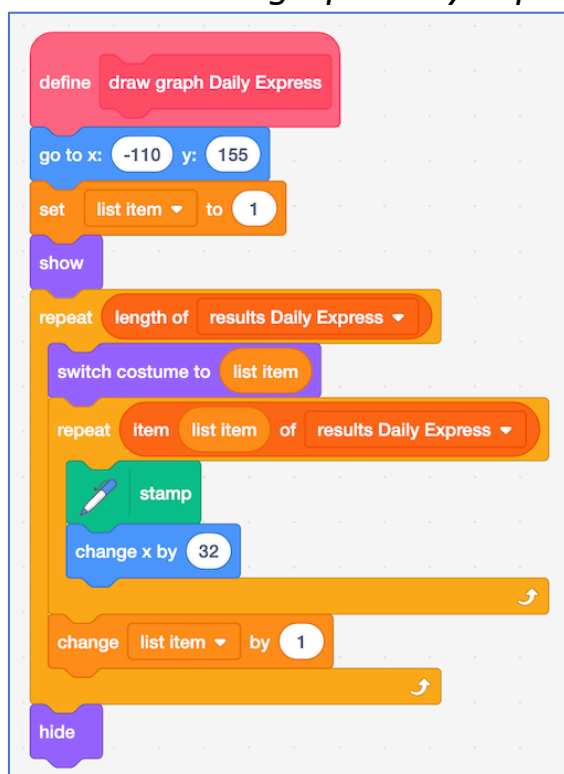 define draw graph Daily Express
go to x: -110 y: 155
set list item to 1
show
repeat length of results Daily Express
switch costume to list item
repeat item list item of results Daily Express
stamp
change x by 32
change list item by 1
hide